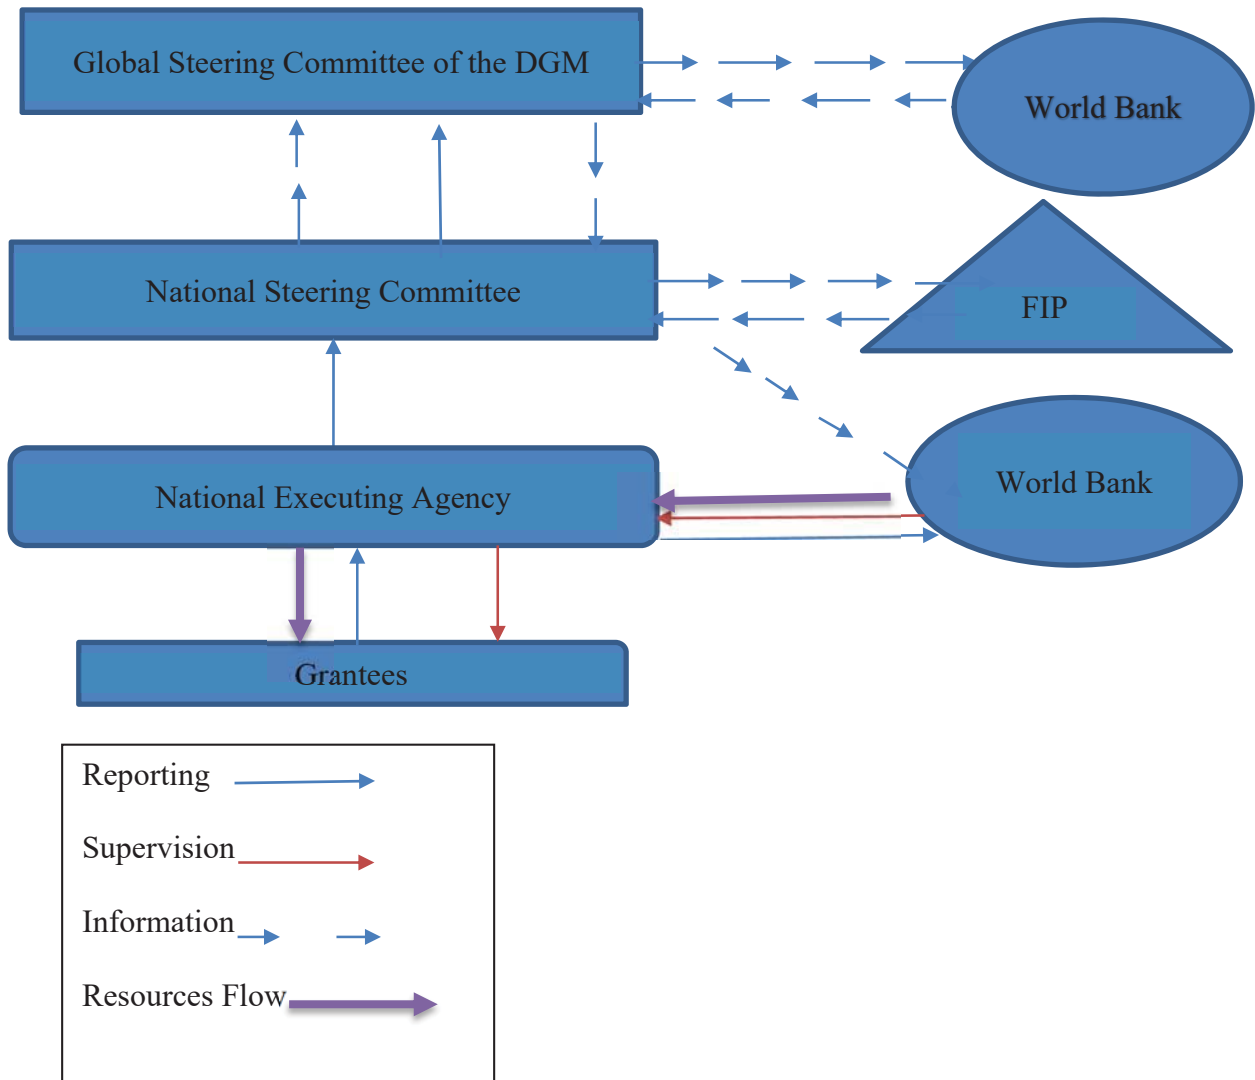 Global Steering Committee of the DGM
World Bank
National Steering Committee
FIP
National Executing Agency
World Bank
Grantees
Reporting
Supervision
Information
Resources Flow